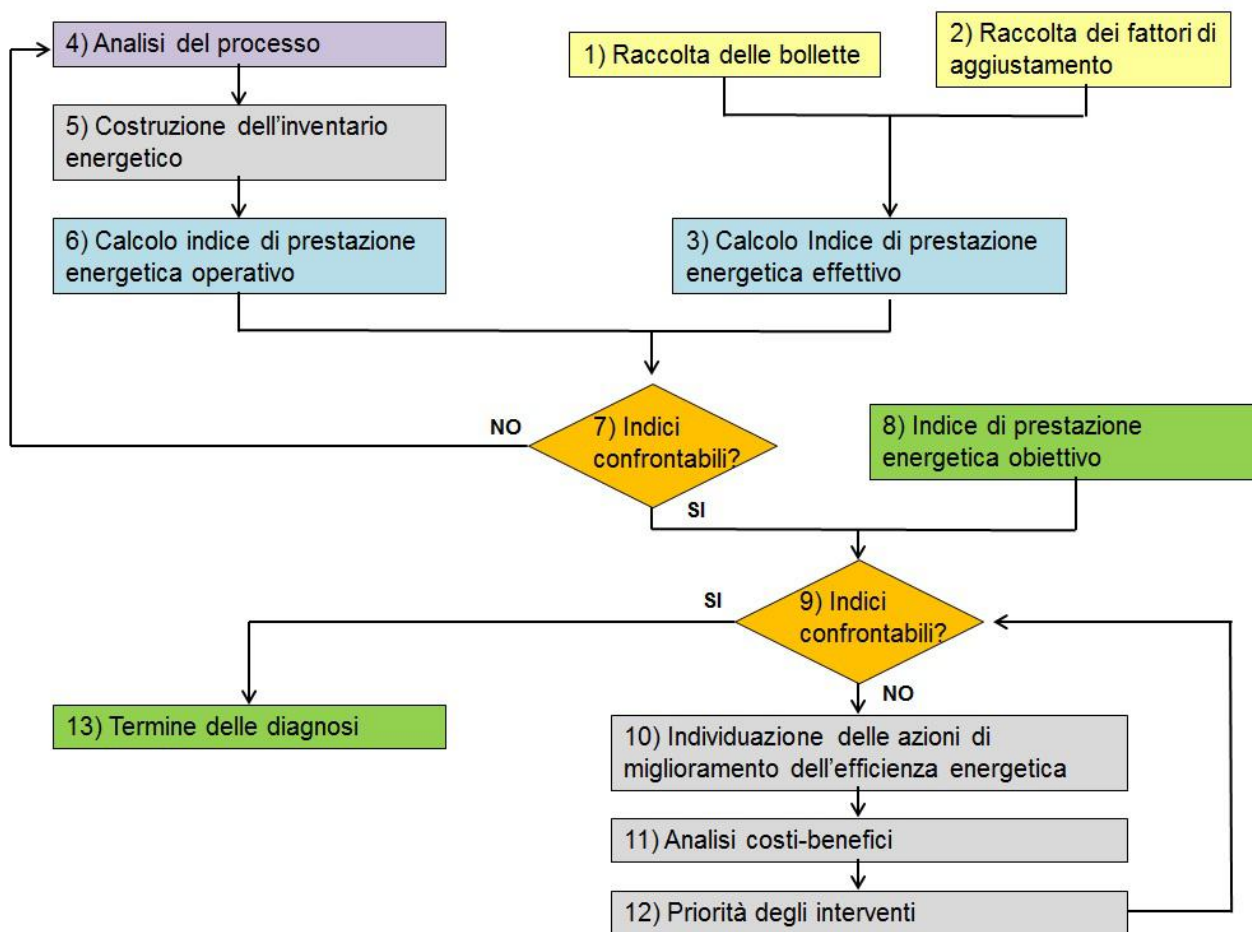 4) Analisi del processo
1) Raccolta delle bollette
2) Raccolta dei fattori di
aggiustamento
5) Costruzione dell'inventario
energetico
6) Calcolo indice di prestazione
energetica operativo
3) Calcolo Indice di prestazione
energetica effettivo
NO
7) Indici
confrontabili?
SI
8) Indice di prestazione
energetica obiettivo
SI
9) Indici
confrontabili?
NO
13) Termine delle diagnosi
10) Individuazione delle azioni di
miglioramento dell'efficienza energetica
11) Analisi costi-benefici
12) Priorità degli interventi